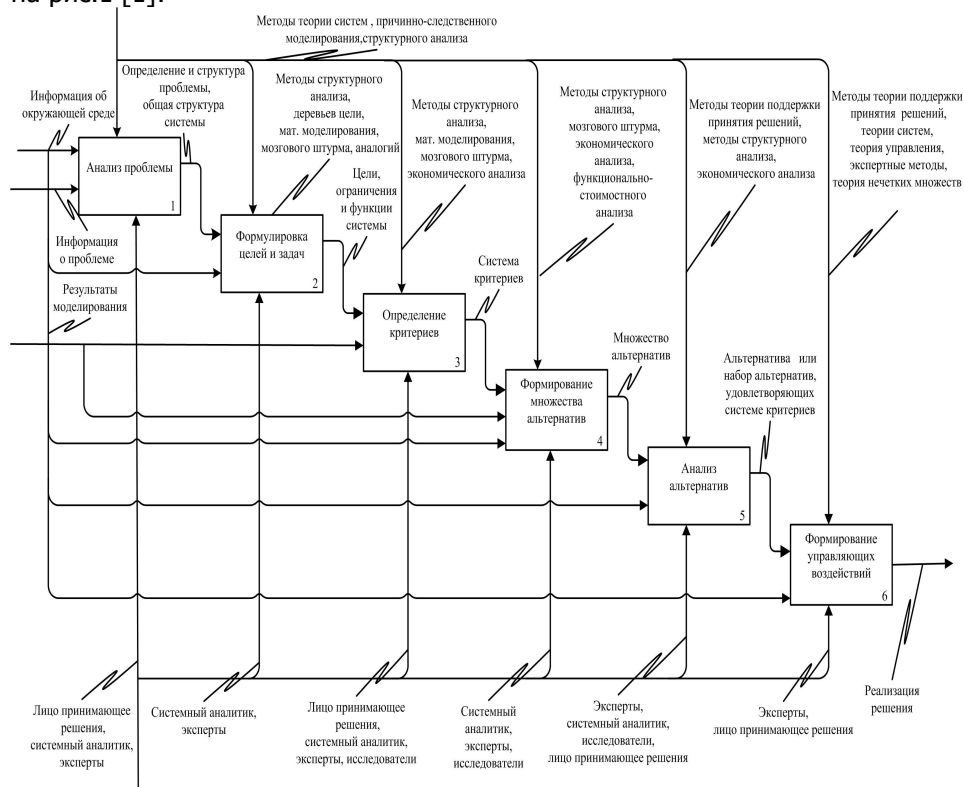 на рис.1 [1].
Методы теории систем , причинно-следственного
моделирования,структурного анализа
Информация об
окружающей среде
Определение и структура
проблемы,
общая структура
системы
Методы структурного
анализа,
деревьев цели,
мат. моделирования,
мозгового штурма, аналогий
Методы структурного
анализа,
мат. моделирования,
мозгового штурма,
экономического анализа
Методы структурного
анализа,
мозгового штурма,
экономического
анализа,
функционально-
стоимостного
анализа
Методы теории поддержки
принятия решений,
методы структурного
анализа,
экономического анализа
Методы теории поддержки
принятия решений,
теории систем,
теория управления,
экспертные методы,
теория нечетких множеств
Анализ проблемы
1
Информация
о проблеме
Цели,
ограничения
и функции
системы
Формулировка
целей и задач
2
Результаты
моделирования
Система
критериев
Определение
критериев
3
Множество
альтернатив
Формирование
множества
альтернатив
4
Альтернатива или
набор альтернатив,
удовлетворяющих
системе критериев
Анализ
альтернатив
5
Формирование
управляющих
воздействий
6
Лицо принимающее
решения,
системный аналитик,
эксперты
Системный аналитик,
эксперты
Лицо принимающее
решения,
системный аналитик,
эксперты, исследователи
Системный
аналитик,
эксперты,
исследователи
Эксперты,
системный аналитик,
исследователи,
лицо принимающее решения
Эксперты,
лицо принимающее решения
Реализация
решения